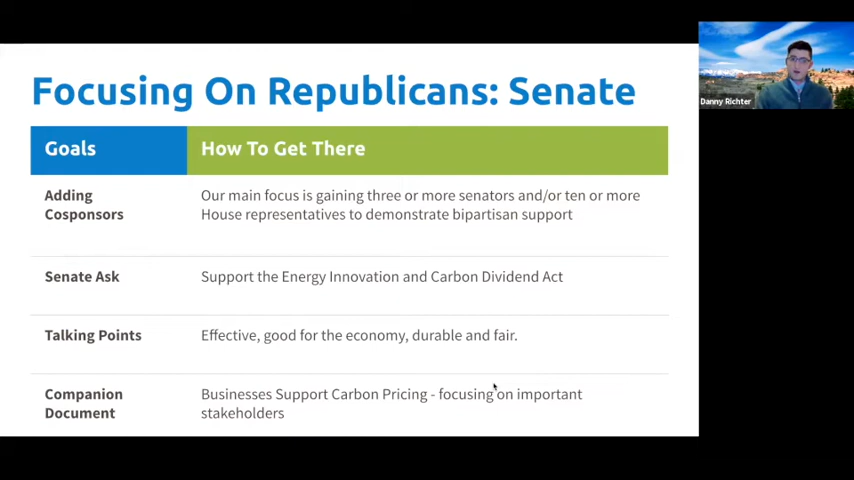 Focusing On Republicans: Senate
Danny Richter
Goals
How To Get There
Adding
Cosponsors
Our main focus is gaining three or more senators and/or ten or more
House representatives to demonstrate bipartisan support
Senate Ask
Support the Energy Innovation and Carbon Dividend Act
Talking Points
Effective, good for the economy, durable and fair.
Companion
Document
Businesses Support Carbon Pricing - focusing on important
stakeholders